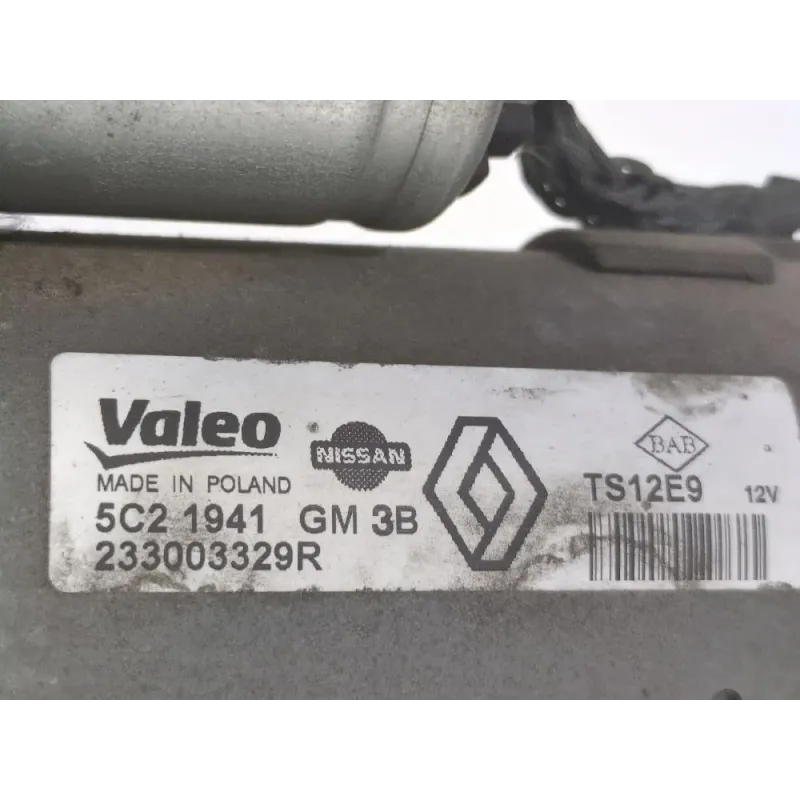 Valeo
NISSAN
BAB
MADE IN POLAND
TS12E9 12V
5C2 1941 GM 3B
233003329R